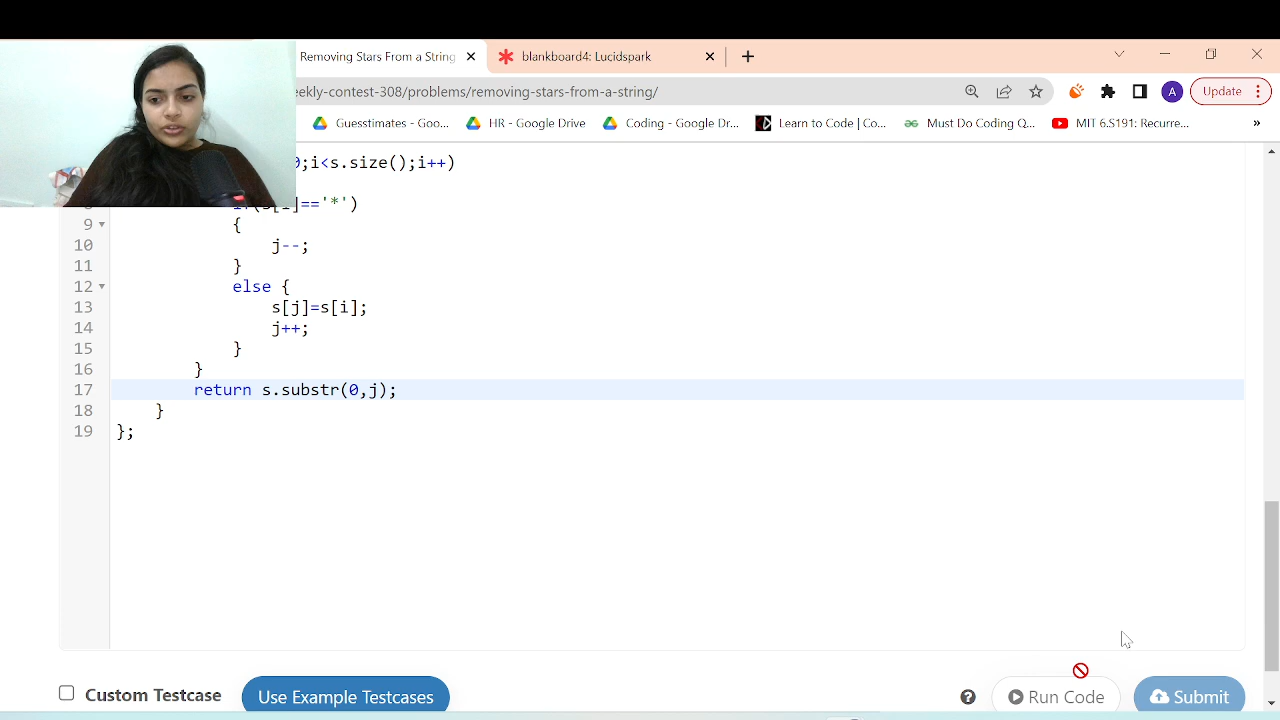 Removing Stars From a String
blankboard4: Lucidspark
eekly-contest-308/problems/removing-stars-from-a-string/
A
Update
Guesstimates - Goo...
HR - Google Drive
Coding - Google Dr...
Learn to Code | C...
Must Do Coding Q...
MIT 6.S191: Recurre...
»
0;i<s.size();i++)
if(s[i]=='*')
9 {
10 j--;
11 }
12 else {
13 s[j]=s[i];
14 j++;
15 }
16 }
17 return s.substr(0,j);
18 }
19 };
Custom Testcase
Use Example Testcases
Run Code
Submit